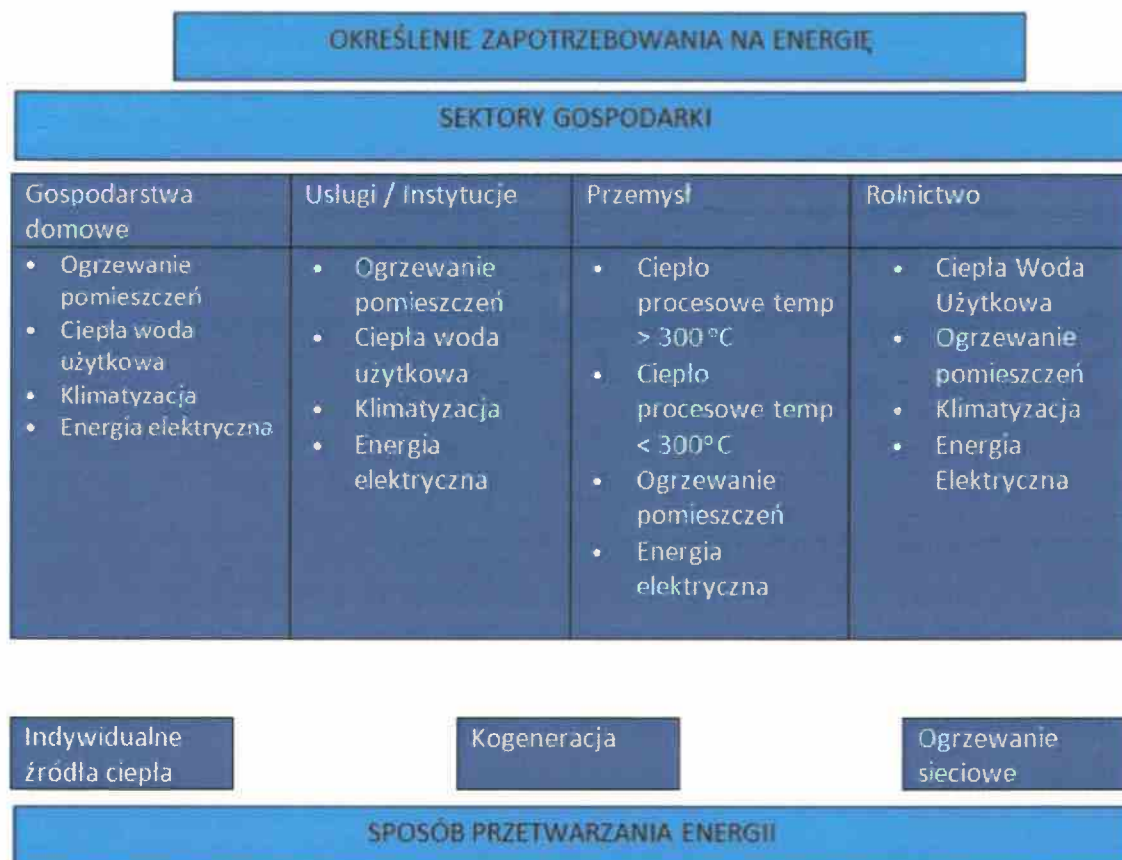 OKREŚLENIE ZAPOTRZEBOWANIA NA ENERGIĘ
SEKTORY GOSPODARKI
Gospodarstwa
domowe
• Ogrzewanie
pomieszczeń
• Ciepła woda
użytkowa
• Klimatyzacja
• Energia elektryczna
Usługi / Instytucje
• Ogrzewanie
pomieszczeń
• Ciepła woda
użytkowa
• Klimatyzacja
• Energia
elektryczna
Przemysł
• Ciepło
procesowe temp
> 300 °C
• Ciepło
procesowe temp
< 300°C
• Ogrzewanie
pomieszczeń
• Energia
elektryczna
Rolnictwo
• Ciepła Woda
Użytkowa
• Ogrzewanie
pomieszczeń
• Klimatyzacja
• Energia
Elektryczna
Indywidualne
źródła ciepła
Kogeneracja
Ogrzewanie
sieciowe
SPOSÓB PRZETWARZANIA ENERGII